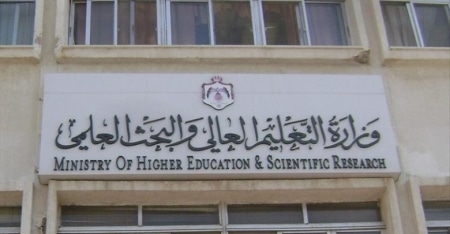 وزارة التعليم العالي والبحث العلمي
MINISTRY OF HIGHER EDUCATION & SCIENTIFIC RESEARCH